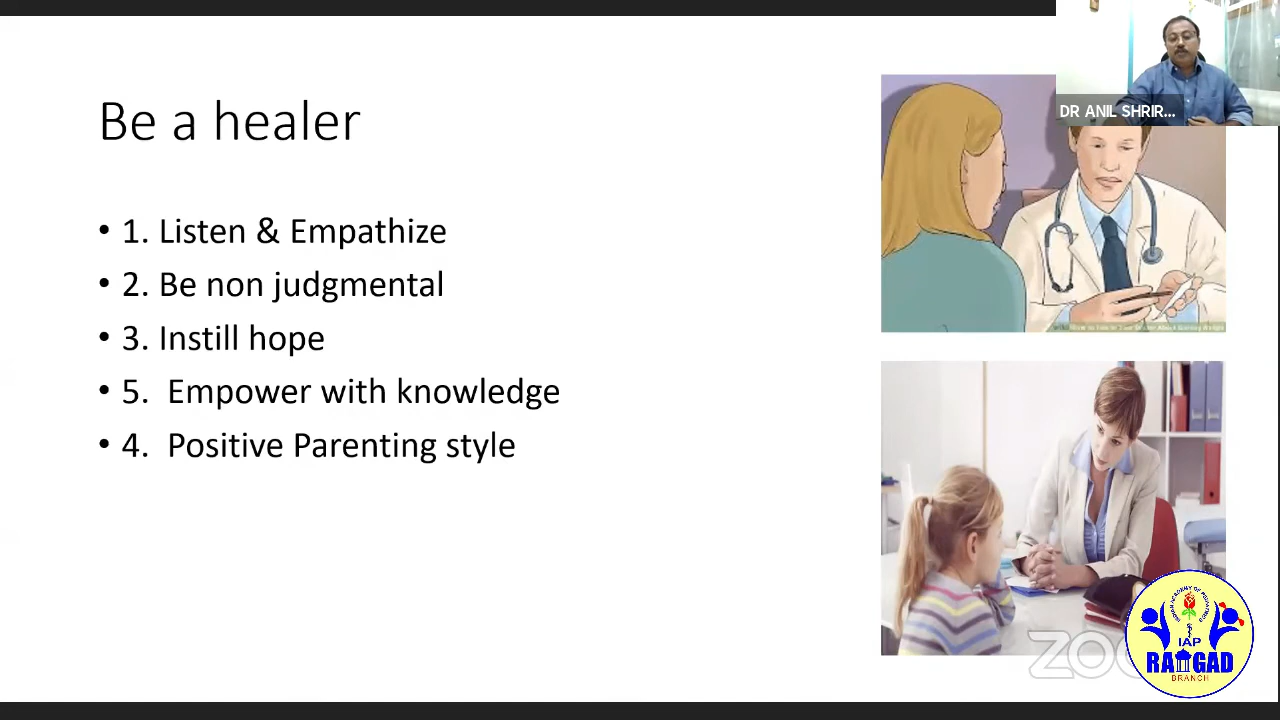 Be a healer
• 1. Listen & Empathize
• 2. Be non judgmental
• 3. Instill hope
• 5.  Empower with knowledge
• 4.  Positive Parenting style
DR ANIL SHRIR...
IAP
RAIGAD
BRANCH